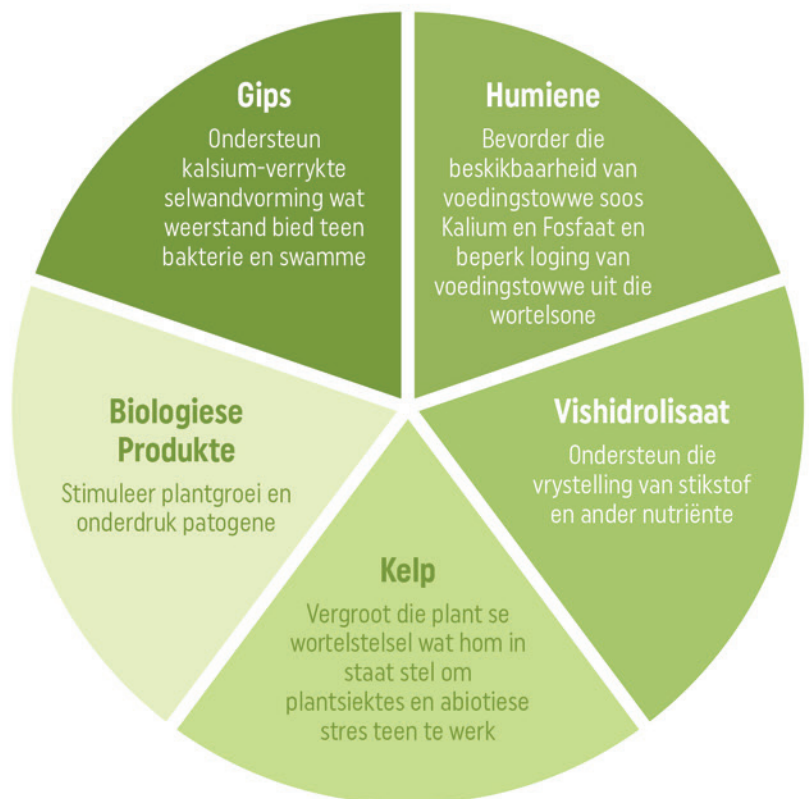 Gips
Ondersteun
kalsium-verrykte
selwandvorming wat
weerstand bied teen
bakterie en swamme
Humiene
Bevorder die
beskikbaarheid van
voedingstowwe soos
Kalium en Fosfaat en
beperk loging van
voedingstowwe uit die
wortelsone
Vishidrolisaat
Ondersteun die
vrystelling van stikstof
en ander nutriënte
Kelp
Vergroot die plant se
wortelstelsel wat hom in
staat stel om
plantsiektes en abiotiese
stres teen te werk
Biologiese
Produkte
Stimuleer plantgroei en
onderdruk patogene